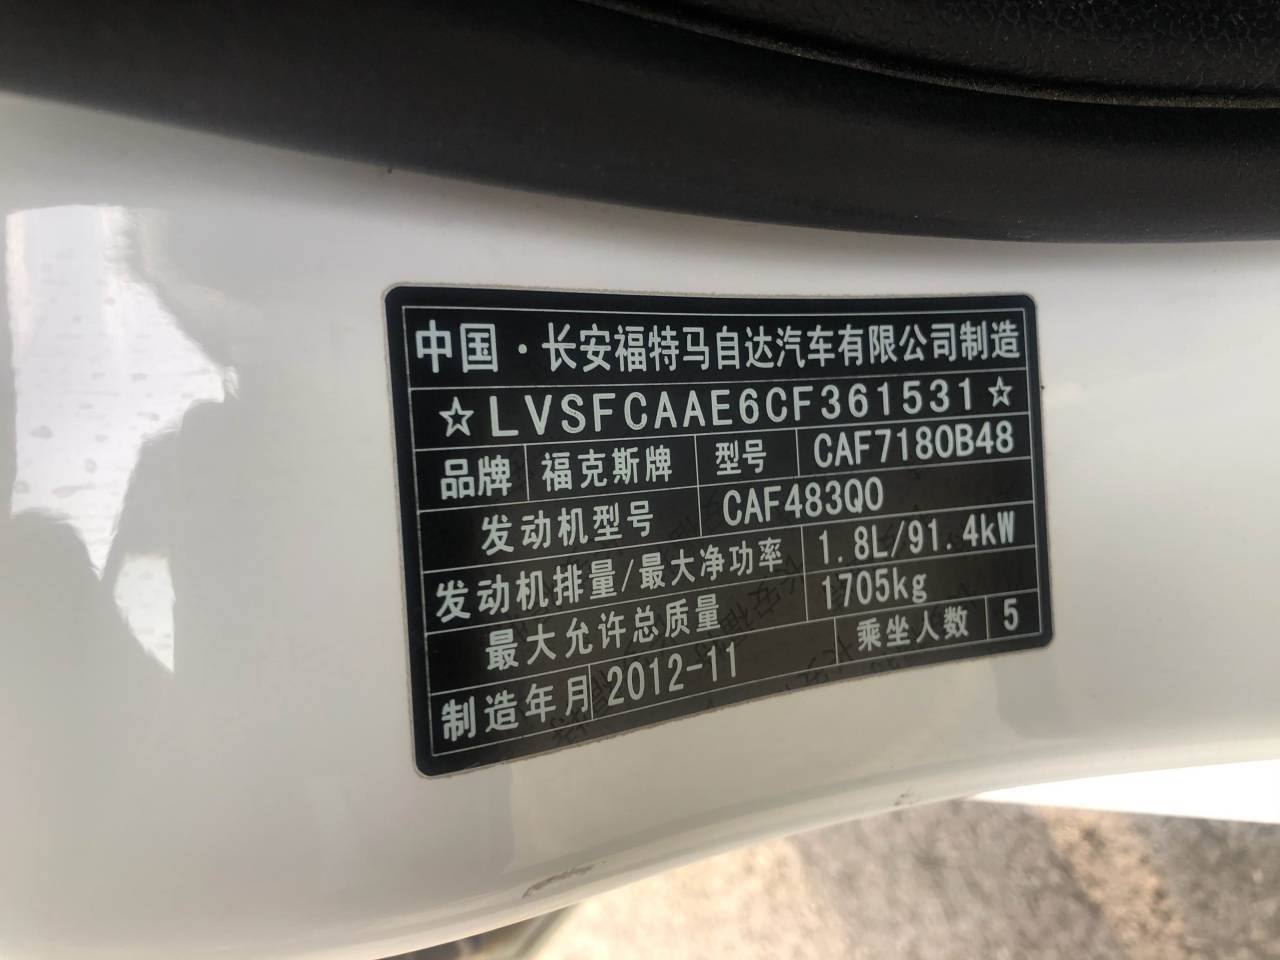 中国·长安福特马自达汽车有限公司制造
☆LVSFCAAE6CF361531☆
品牌 福克斯牌 型号 CAF7180B48
发动机型号 CAF483Q0
发动机排量/最大净功率 1.8L/91.4kW
最大允许总质量 1705kg
制造年月 2012-11 乘坐人数 5